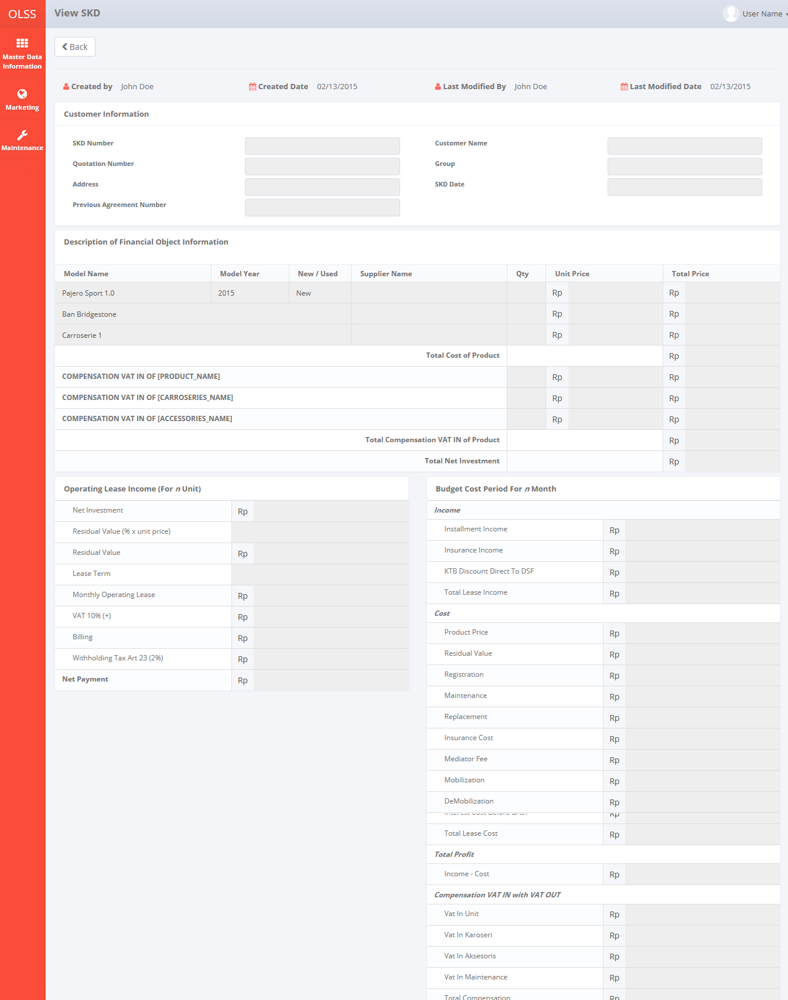 OLSS
View SKD
User Name
Master Data
Information
Marketing
Maintenance
Back
Created by John Doe
Created Date 02/13/2015
Last Modified By John Doe
Last Modified Date 02/13/2015
Customer Information
SKD Number
Customer Name
Quotation Number
Group
Address
SKD Date
Previous Agreement Number
Description of Financial Object Information
Model Name Model Year New / Used Supplier Name Qty Unit Price Total Price
Pajero Sport 1.0 2015 New Rp Rp
Ban Bridgestone Rp Rp
Carroserie 1 Rp Rp
Total Cost of Product Rp
COMPENSATION VAT IN OF [PRODUCT_NAME] Rp Rp
COMPENSATION VAT IN OF [CARROSERIES_NAME] Rp Rp
COMPENSATION VAT IN OF [ACCESSORIES_NAME] Rp Rp
Total Compensation VAT IN of Product Rp
Total Net Investment Rp
Operating Lease Income (For n Unit)
Net Investment Rp
Residual Value (% x unit price)
Residual Value Rp
Lease Term
Monthly Operating Lease Rp
VAT 10% (+) Rp
Billing Rp
Withholding Tax Art 23 (2%) Rp
Net Payment Rp
Budget Cost Period For n Month
Income
Installment Income Rp
Insurance Income Rp
KTB Discount Direct To DSF Rp
Total Lease Income Rp
Cost
Product Price Rp
Residual Value Rp
Registration Rp
Maintenance Rp
Replacement Rp
Insurance Cost Rp
Mediator Fee Rp
Mobilization Rp
DeMobilization Rp
Interest Cost Before BAST Rp
Total Lease Cost Rp
Total Profit
Income - Cost Rp
Compensation VAT IN with VAT OUT
Vat In Unit Rp
Vat In Karoseri Rp
Vat In Aksesoris Rp
Vat In Maintenance Rp
Total Compensation Rp